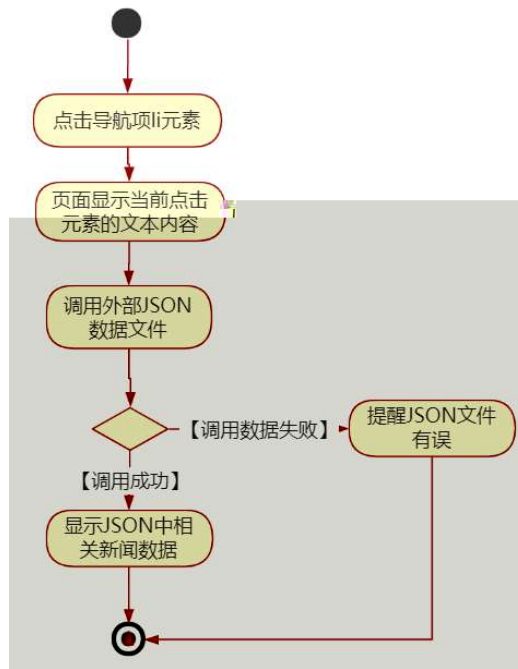 点击导航项li元素
页面显示当前点击
元素的文本内容
调用外部JSON
数据文件
【调用数据失败】
提醒JSON文件
有误
【调用成功】
显示JSON中相
关新闻数据